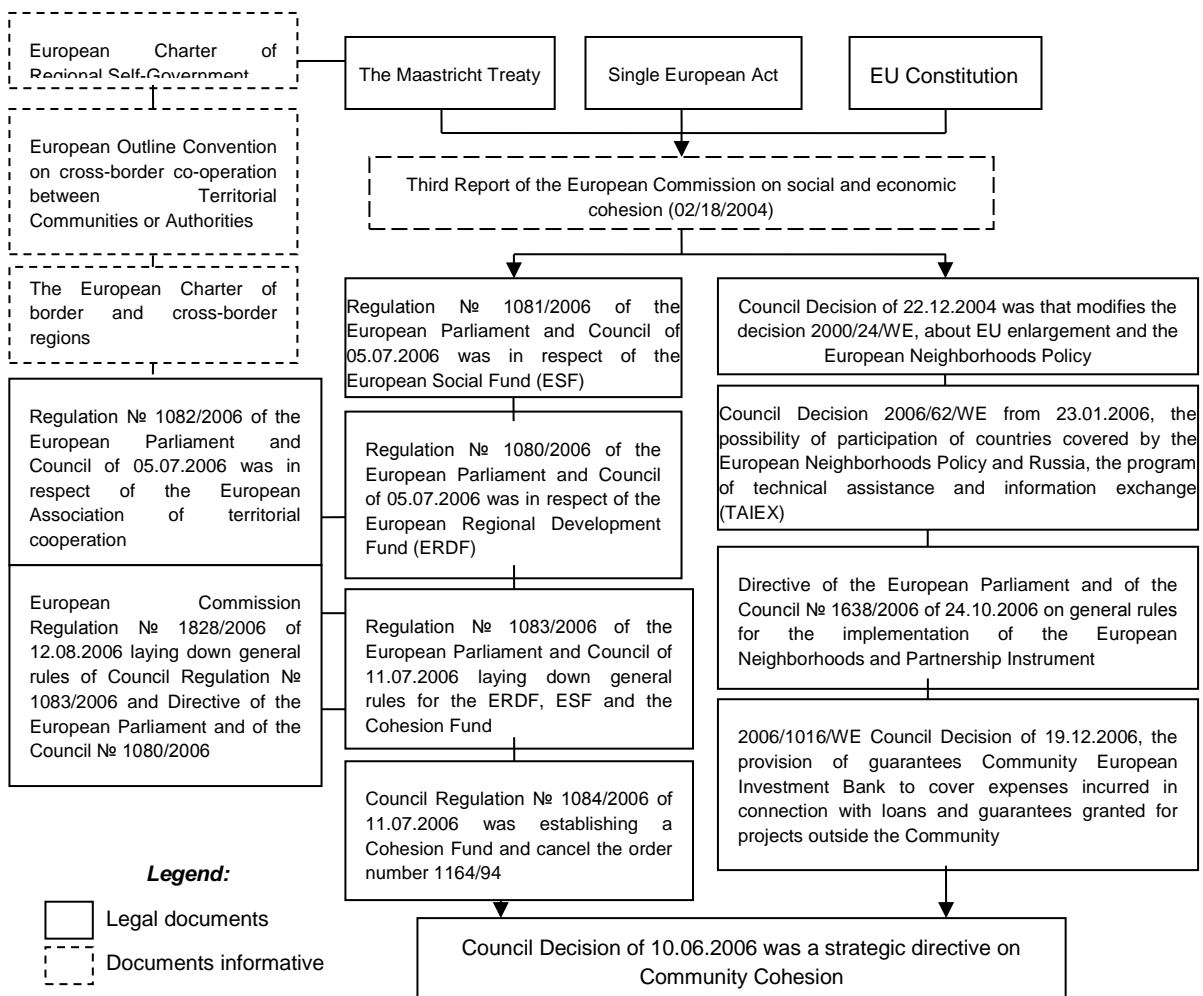 European Charter of
Regional Self-Government
The Maastricht Treaty
Single European Act
EU Constitution
European Outline Convention
on cross-border co-operation
between Territorial
Communities or Authorities
Third Report of the European Commission on social and economic
cohesion (02/18/2004)
The European Charter of
border and cross-border
regions
Regulation № 1081/2006 of the
European Parliament and Council of
05.07.2006 was in respect of the
European Social Fund (ESF)
Council Decision of 22.12.2004 was that modifies the
decision 2000/24/WE, about EU enlargement and the
European Neighborhoods Policy
Regulation № 1082/2006 of the
European Parliament and
Council of 05.07.2006 was in
respect of the European
Association of territorial
cooperation
Regulation № 1080/2006 of the
European Parliament and Council
of 05.07.2006 was in respect of the
European Regional Development
Fund (ERDF)
Council Decision 2006/62/WE from 23.01.2006, the
possibility of participation of countries covered by the
European Neighborhoods Policy and Russia, the program
of technical assistance and information exchange
(TAIEX)
European Commission
Regulation № 1828/2006 of
12.08.2006 laying down general
rules of Council Regulation №
1083/2006 and Directive of the
European Parliament and of the
Council № 1080/2006
Regulation № 1083/2006 of the
European Parliament and Council of
11.07.2006 laying down general
rules for the ERDF, ESF and the
Cohesion Fund
Directive of the European Parliament and of the
Council № 1638/2006 of 24.10.2006 on general rules
for the implementation of the European
Neighborhoods and Partnership Instrument
Council Regulation № 1084/2006 of
11.07.2006 was establishing a
Cohesion Fund and cancel the order
number 1164/94
2006/1016/WE Council Decision of 19.12.2006, the
provision of guarantees Community European
Investment Bank to cover expenses incurred in
connection with loans and guarantees granted for
projects outside the Community
Legend:
Legal documents
Documents informative
Council Decision of 10.06.2006 was a strategic directive on
Community Cohesion